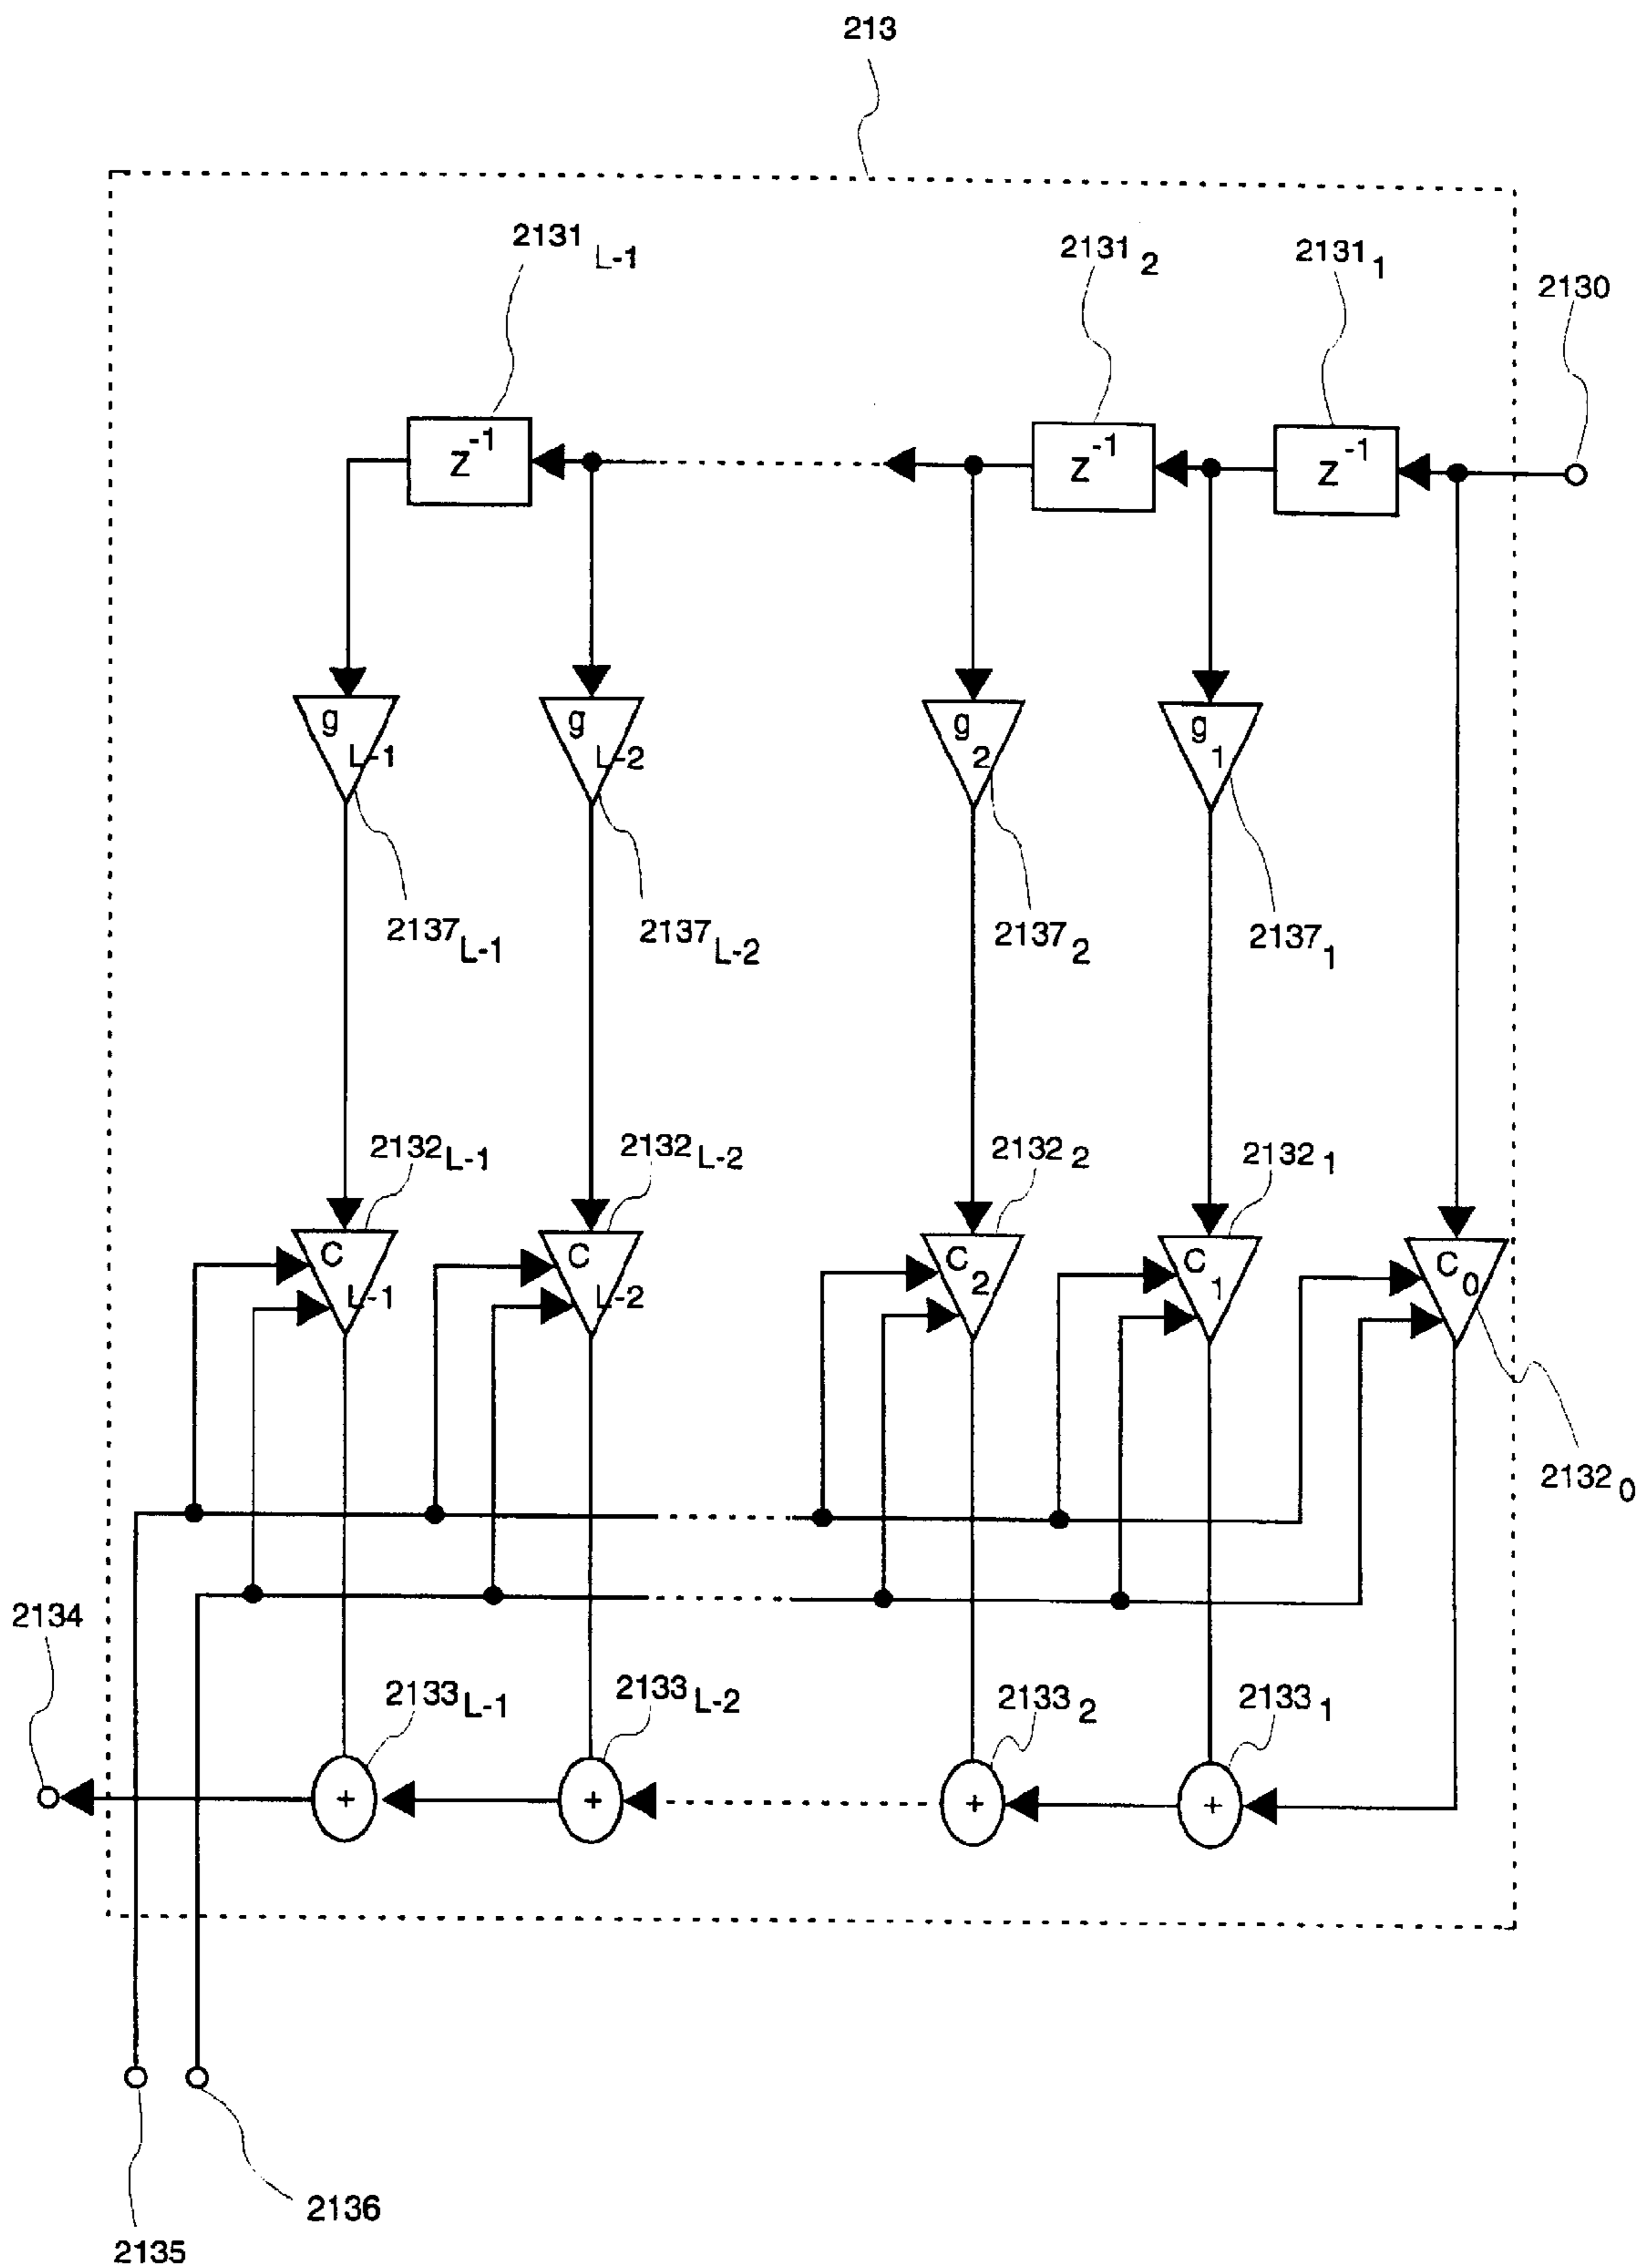 213
2131 L-1
2131 2
2131 1
2130
z -1
z -1
z -1
g L-1
g L-2
g 2
g 1
2137 L-1
2137 L-2
2137 2
2137 1
2132 L-1
2132 L-2
2132 2
2132 1
C L-1
C L-2
C 2
C 1
C 0
2132 0
2134
2133 L-1
2133 L-2
2133 2
2133 1
+
+
+
+
2136
2135